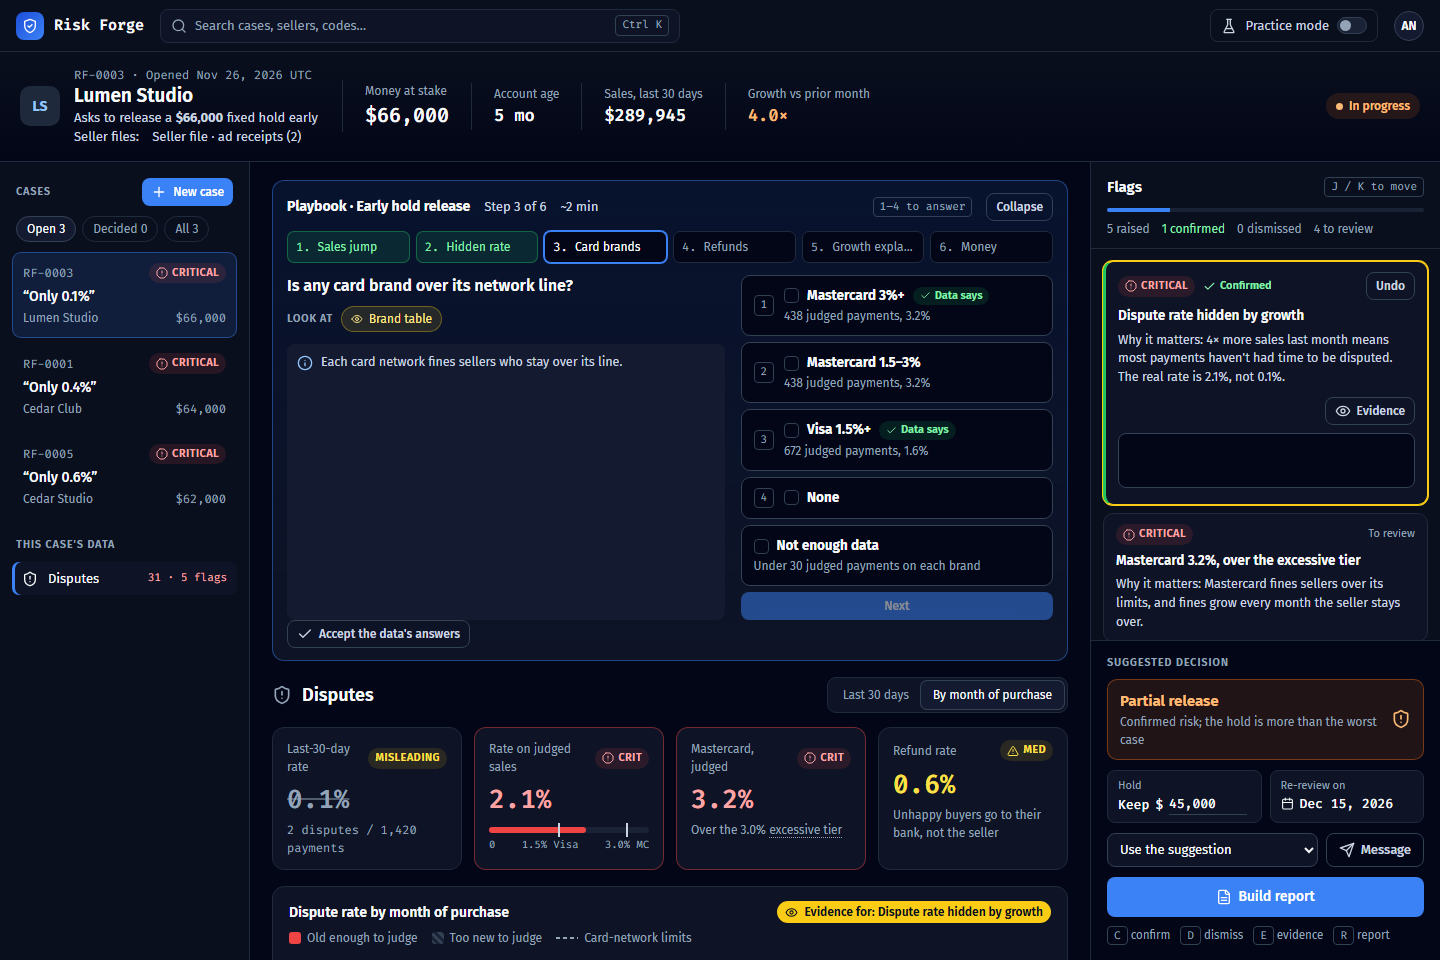 Risk Forge
Search cases, sellers, codes...
Ctrl K
Practice mode
AN
LS
RF-0003 · Opened Nov 26, 2026 UTC
Lumen Studio
Asks to release a $66,000 fixed hold early
Seller files: Seller file · ad receipts (2)
Money at stake
$66,000
Account age
5 mo
Sales, last 30 days
$289,945
Growth vs prior month
4.0×
In progress
CASES
New case
Open 3
Decided 0
All 3
RF-0003
CRITICAL
“Only 0.1%”
Lumen Studio
$66,000
RF-0001
CRITICAL
“Only 0.4%”
Cedar Club
$64,000
RF-0005
CRITICAL
“Only 0.6%”
Cedar Studio
$62,000
THIS CASE'S DATA
Disputes
31 · 5 flags
Playbook · Early hold release
Step 3 of 6
~2 min
1–4 to answer
Collapse
1. Sales jump
2. Hidden rate
3. Card brands
4. Refunds
5. Growth expla...
6. Money
Is any card brand over its network line?
LOOK AT
Brand table
Each card network fines sellers who stay over its line.
1
Mastercard 3%+
Data says
438 judged payments, 3.2%
2
Mastercard 1.5–3%
438 judged payments, 3.2%
3
Visa 1.5%+
Data says
672 judged payments, 1.6%
4
None
Not enough data
Under 30 judged payments on each brand
Next
Accept the data's answers
Disputes
Last 30 days
By month of purchase
Last-30-day rate
MISLEADING
0.1%
2 disputes / 1,420 payments
Rate on judged sales
CRIT
2.1%
0
1.5% Visa
3.0% MC
Mastercard, judged
CRIT
3.2%
Over the 3.0% excessive tier
Refund rate
MED
0.6%
Unhappy buyers go to their bank, not the seller
Dispute rate by month of purchase
Evidence for: Dispute rate hidden by growth
Old enough to judge
Too new to judge
Card-network limits
Flags
J / K to move
5 raised
1 confirmed
0 dismissed
4 to review
CRITICAL
Confirmed
Undo
Dispute rate hidden by growth
Why it matters: 4× more sales last month means
most payments haven't had time to be disputed.
The real rate is 2.1%, not 0.1%.
Evidence
CRITICAL
To review
Mastercard 3.2%, over the excessive tier
Why it matters: Mastercard fines sellers over its
limits, and fines grow every month the seller stays
over.
SUGGESTED DECISION
Partial release
Confirmed risk; the hold is more than the worst
case
Hold
Keep $ 45,000
Re-review on
Dec 15, 2026
Use the suggestion
Message
Build report
C confirm
D dismiss
E evidence
R report